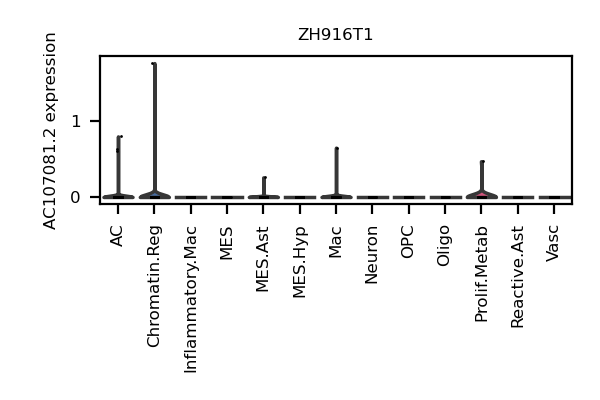 ZH916T1
AC107081.2 expression
1
0
AC
Chromatin.Reg
Inflammatory.Mac
MES
MES.Ast
MES.Hyp
Mac
Neuron
OPC
Oligo
Prolif.Metab
Reactive.Ast
Vasc